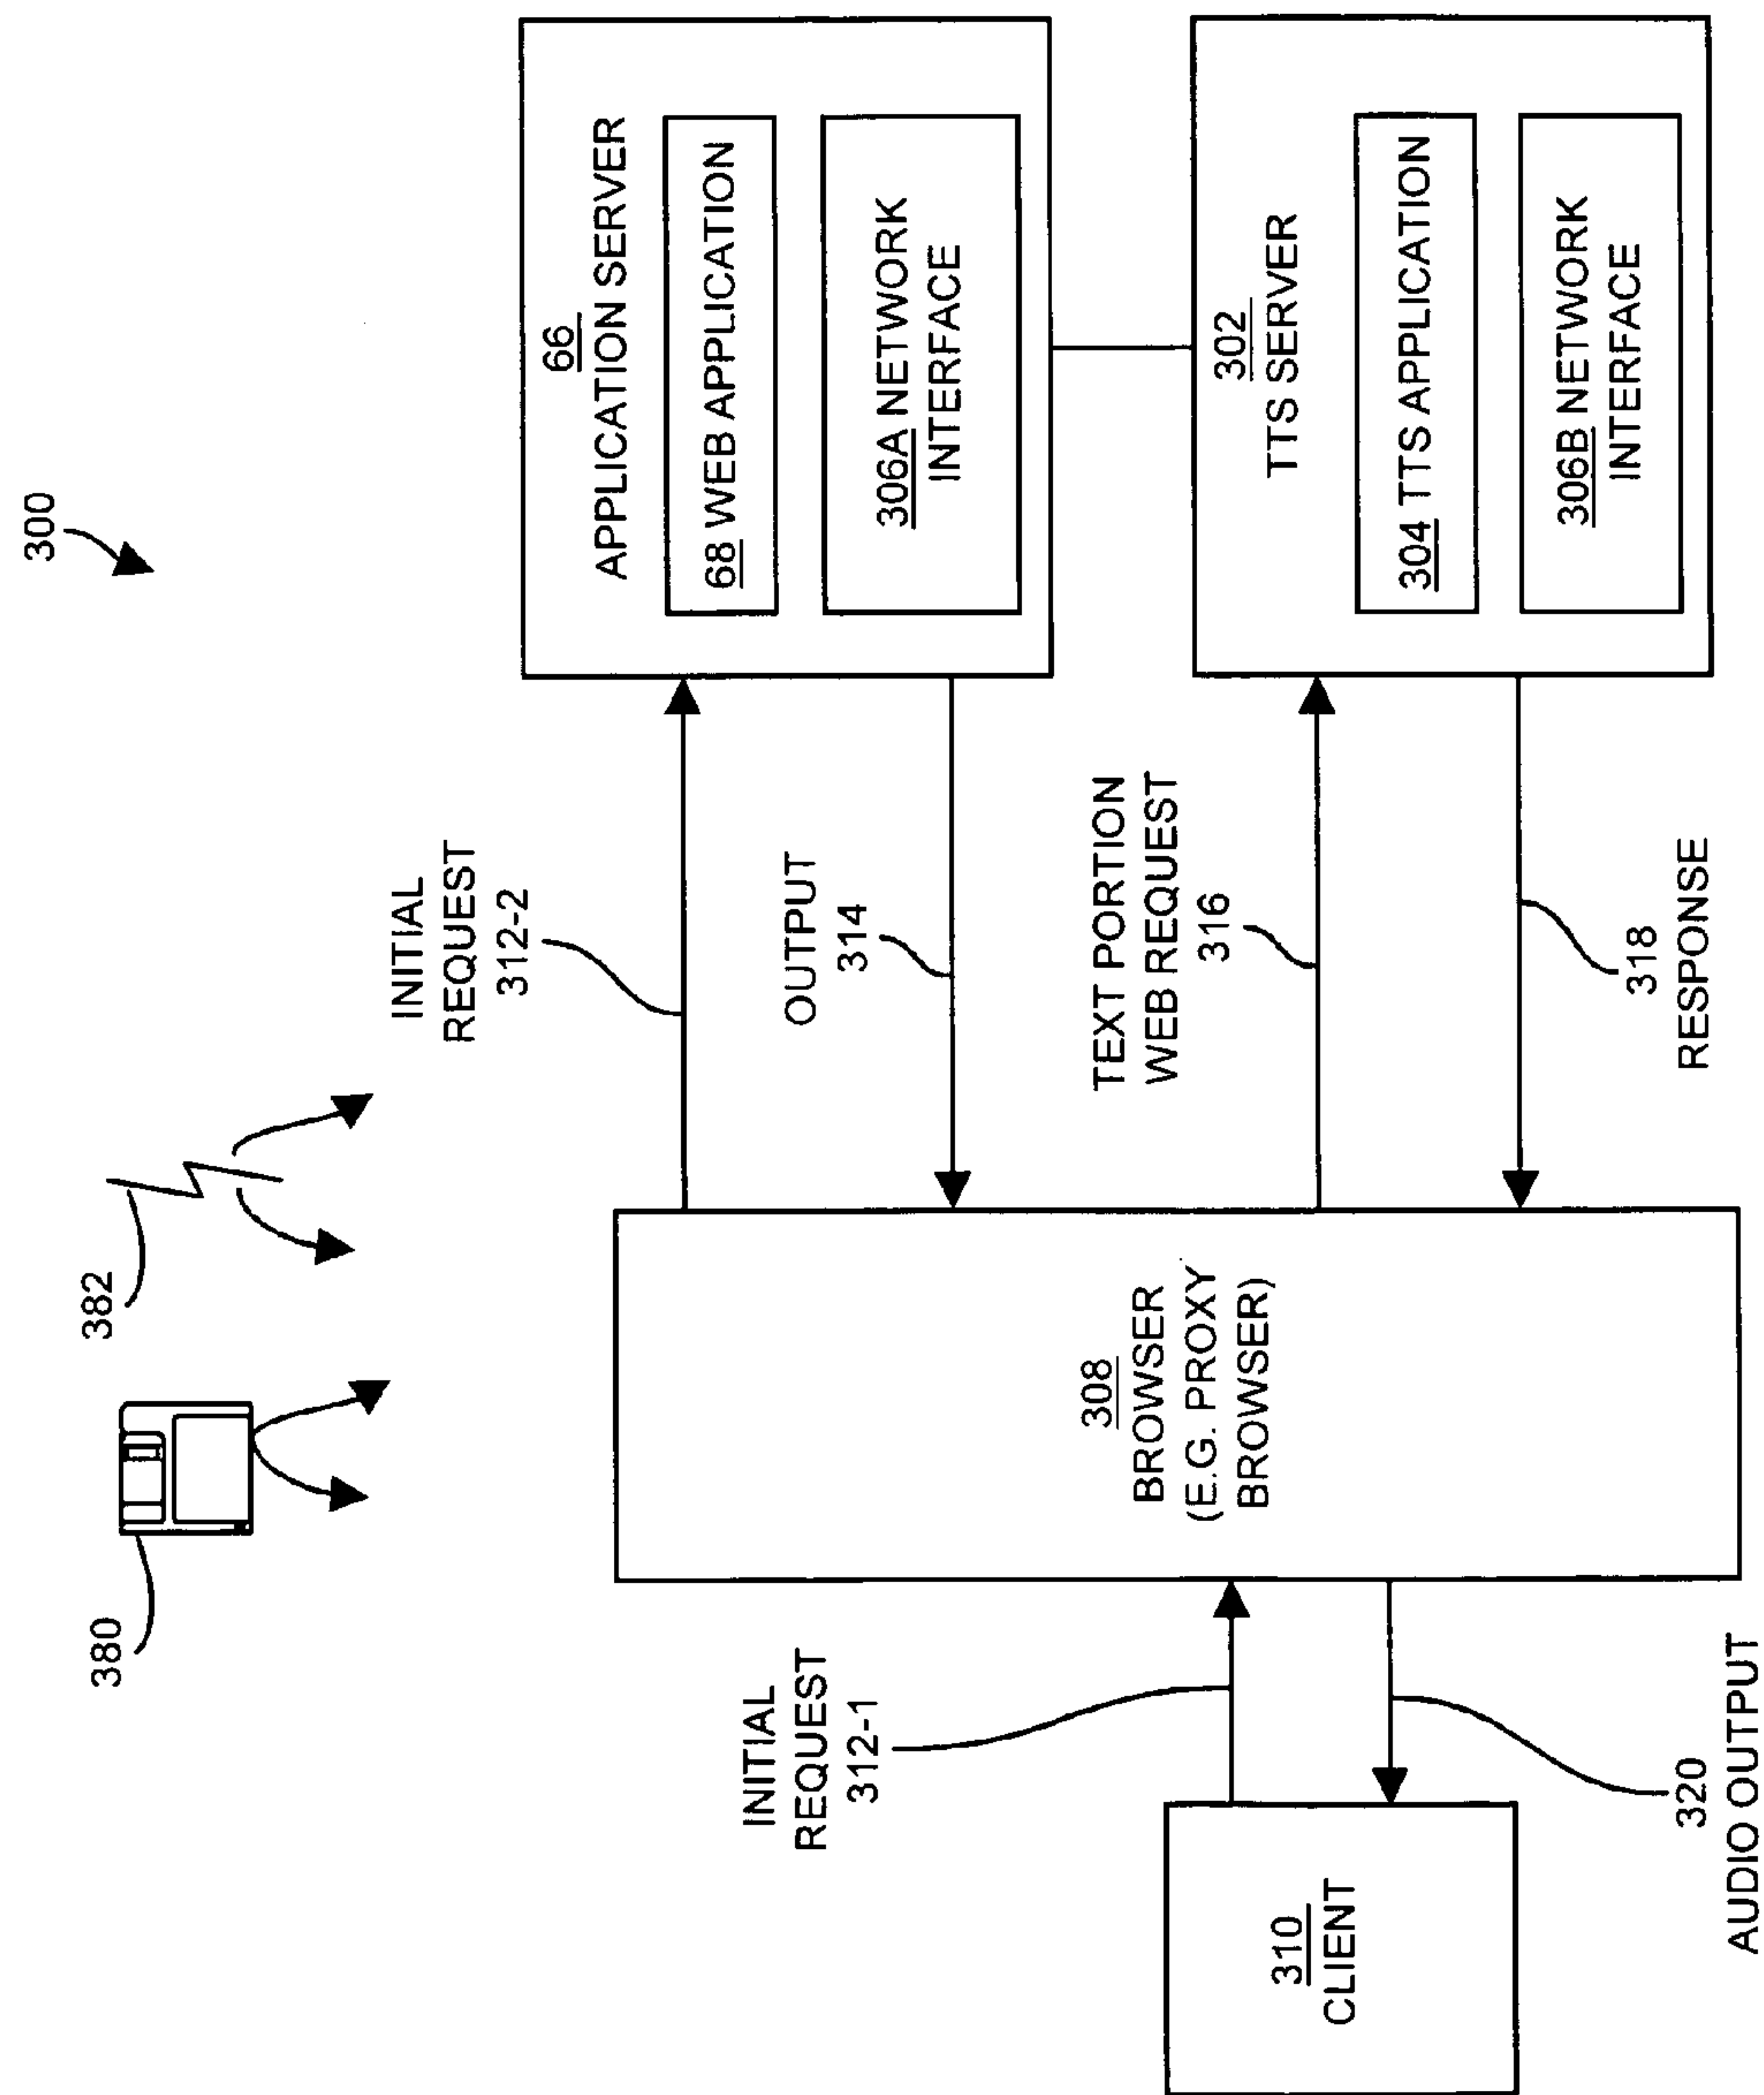 300
380
382
INITIAL
REQUEST
312-2
OUTPUT
314
TEXT PORTION
WEB REQUEST
316
318
RESPONSE
66
APPLICATION SERVER
68 WEB APPLICATION
306A NETWORK
INTERFACE
302
TTS SERVER
304 TTS APPLICATION
306B NETWORK
INTERFACE
308
BROWSER
(E.G. PROXY
BROWSER)
INITIAL
REQUEST
312-1
320
AUDIO OUTPUT
310
CLIENT